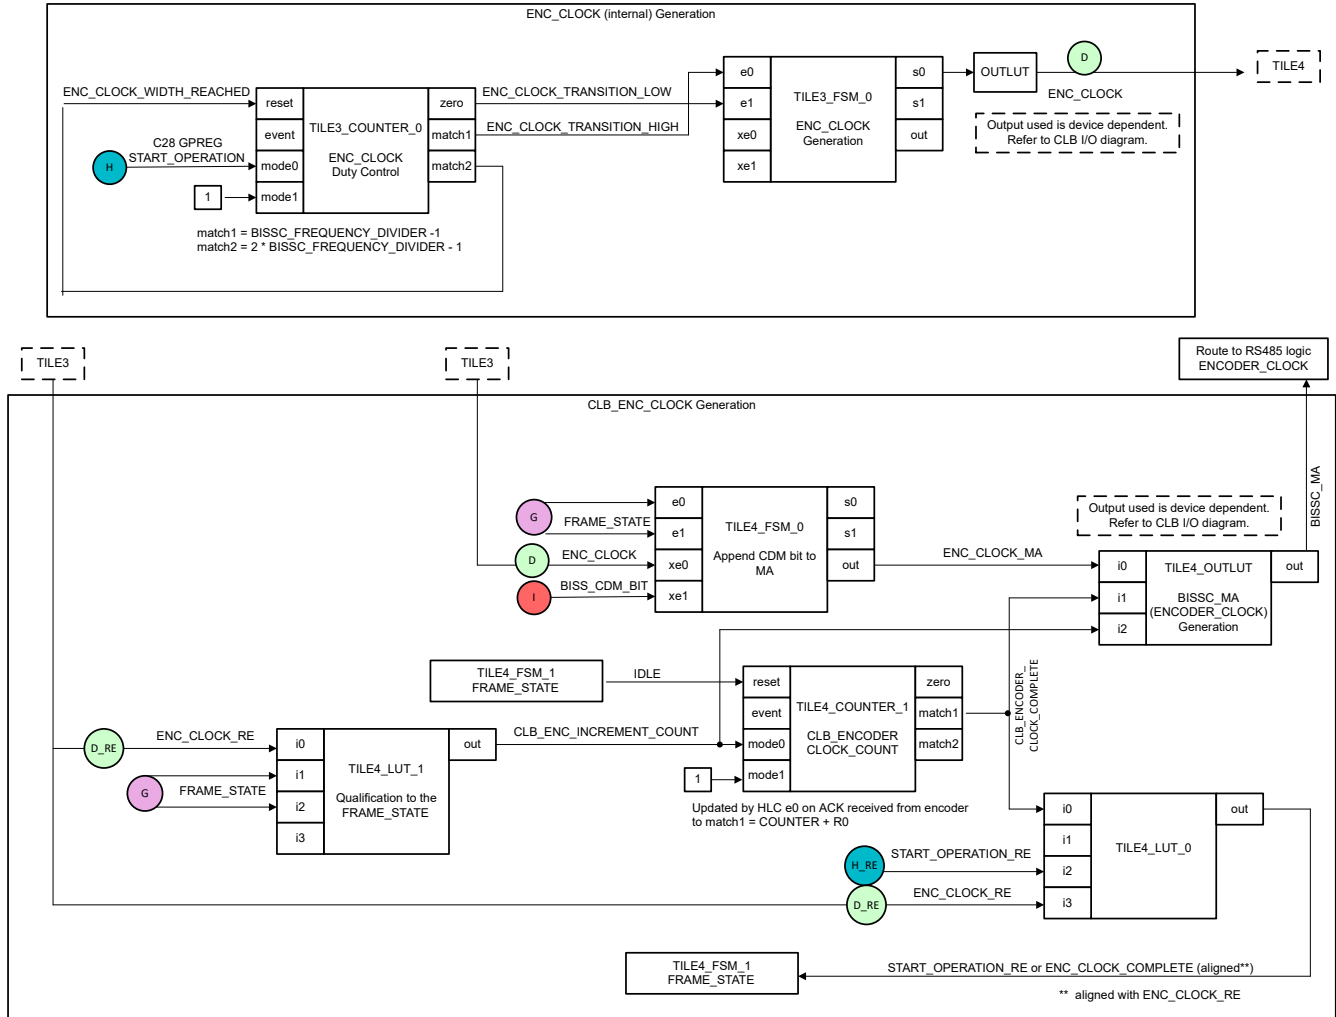 ENC_CLOCK (internal) Generation
ENC_CLOCK_WIDTH_REACHED
reset
event
mode0
mode1
TILE3_COUNTER_0
ENC_CLOCK
Duty Control
zero
match1
match2
C28 GPREG
START_OPERATION
H
1
match1 = BISSC_FREQUENCY_DIVIDER -1
match2 = 2 * BISSC_FREQUENCY_DIVIDER - 1
ENC_CLOCK_TRANSITION_LOW
ENC_CLOCK_TRANSITION_HIGH
e0
e1
xe0
xe1
TILE3_FSM_0
ENC_CLOCK
Generation
s0
s1
out
OUTLUT
D
ENC_CLOCK
TILE4
Output used is device dependent.
Refer to CLB I/O diagram.
TILE3
TILE3
Route to RS485 logic
ENCODER_CLOCK
CLB_ENC_CLOCK Generation
BISSC_MA
G
FRAME_STATE
D
ENC_CLOCK
I
BISS_CDM_BIT
e0
e1
xe0
xe1
TILE4_FSM_0
Append CDM bit to
MA
s0
s1
out
ENC_CLOCK_MA
Output used is device dependent.
Refer to CLB I/O diagram.
i0
i1
i2
TILE4_OUTLUT
BISSC_MA
(ENCODER_CLOCK)
Generation
out
TILE4_FSM_1
FRAME_STATE
IDLE
reset
event
mode0
mode1
TILE4_COUNTER_1
CLB_ENCODER
CLOCK_COUNT
zero
match1
match2
CLB_ENCODER_
CLOCK_COMPLETE
1
Updated by HLC e0 on ACK received from encoder
to match1 = COUNTER + R0
D_RE
ENC_CLOCK_RE
G
FRAME_STATE
i0
i1
i2
i3
TILE4_LUT_1
Qualification to the
FRAME_STATE
out
CLB_ENC_INCREMENT_COUNT
H_RE
START_OPERATION_RE
D_RE
ENC_CLOCK_RE
i0
i1
i2
i3
TILE4_LUT_0
out
TILE4_FSM_1
FRAME_STATE
START_OPERATION_RE or ENC_CLOCK_COMPLETE (aligned**)
** aligned with ENC_CLOCK_RE